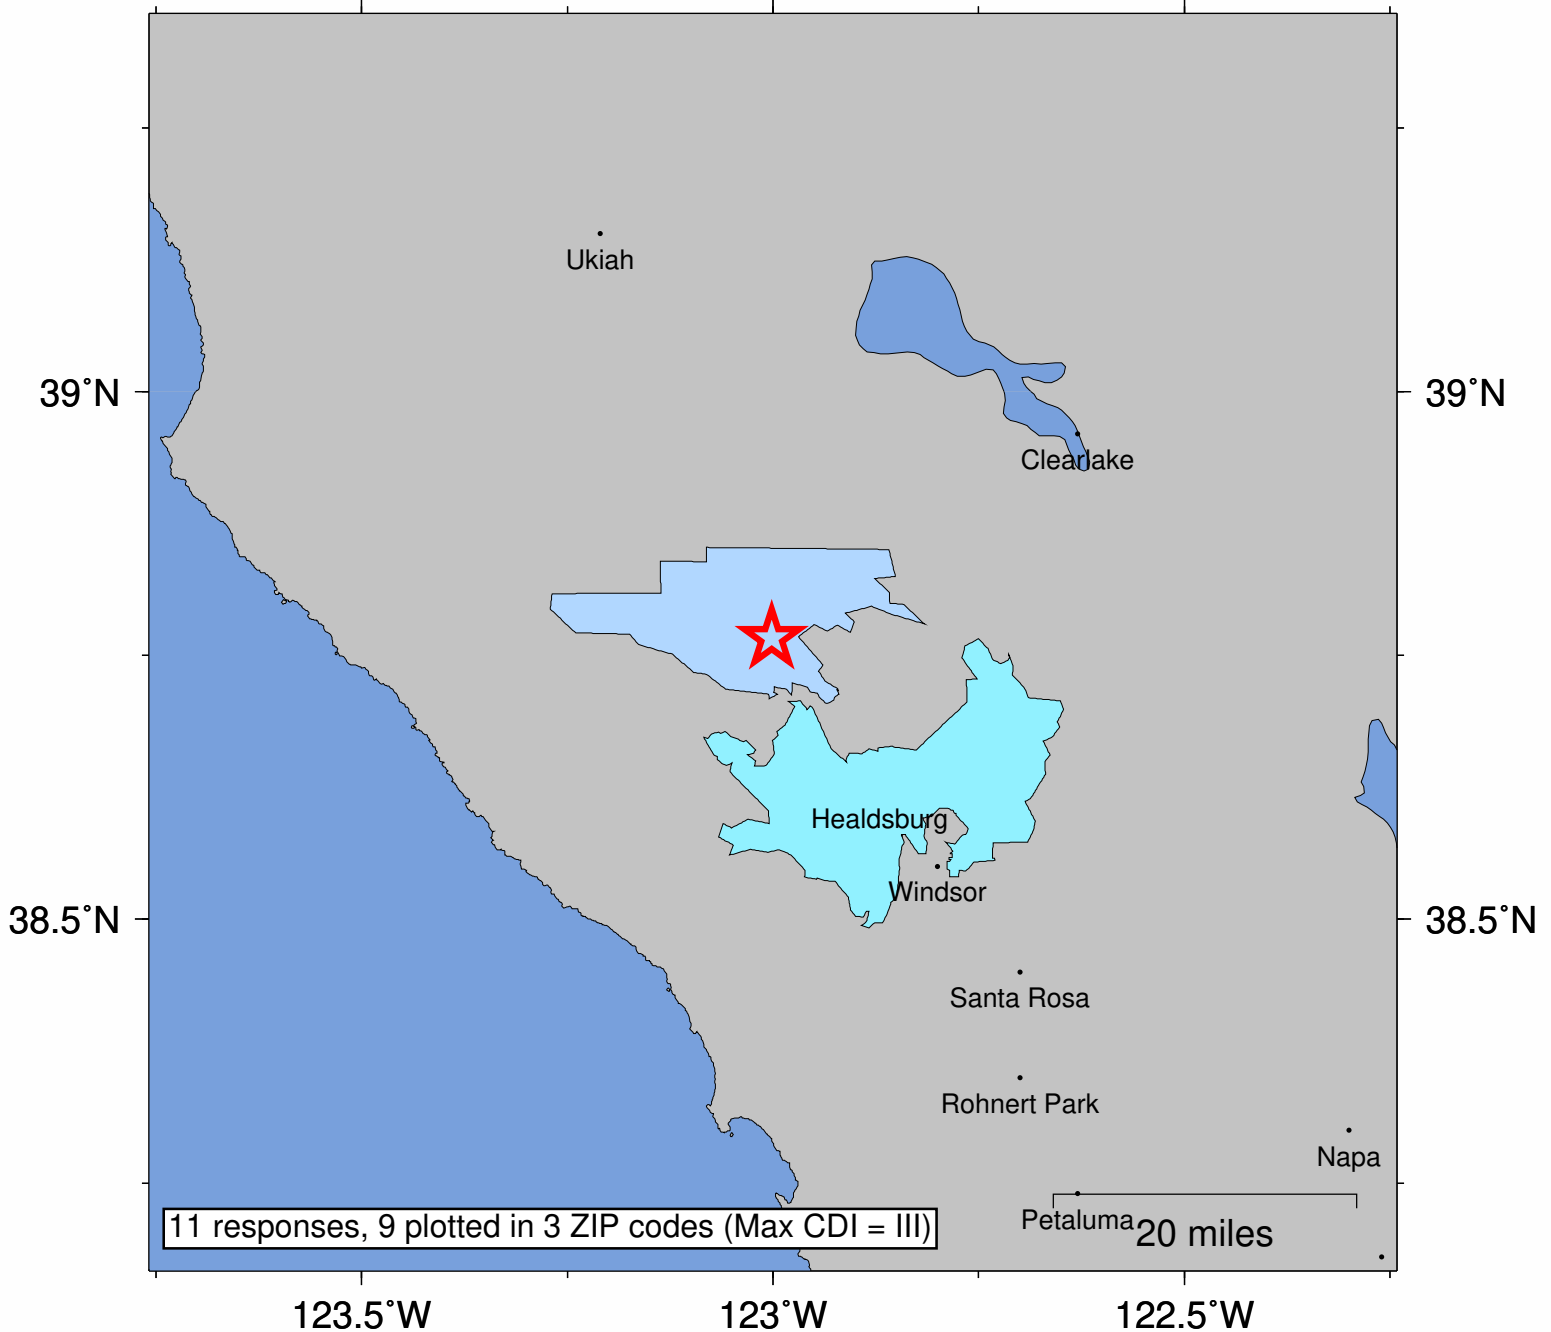 Ukiah
39°N
39°N
Clearlake
Healdsburg
Windsor
38.5°N
38.5°N
Santa Rosa
Rohnert Park
Napa
Petaluma
20 miles
11 responses, 9 plotted in 3 ZIP codes (Max CDI = III)
123.5°W
123°W
122.5°W